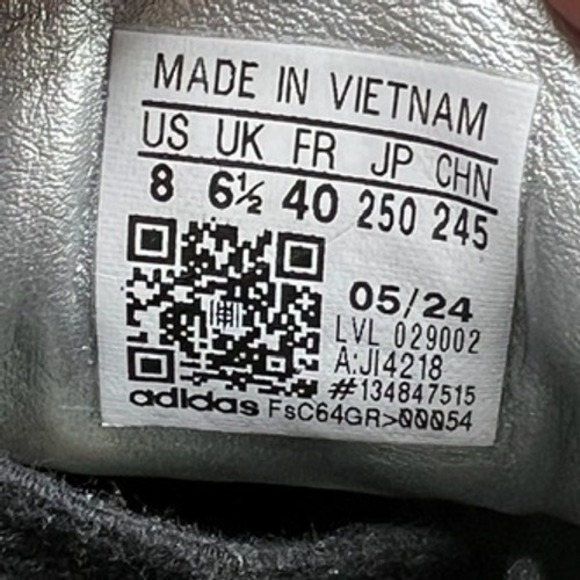 MADE IN VIETNAM
US UK FR JP CHN
8 6½ 40 250 245
05/24
LVL 029002
A:JI4218
#134847515
adidas FsC64GR>00054